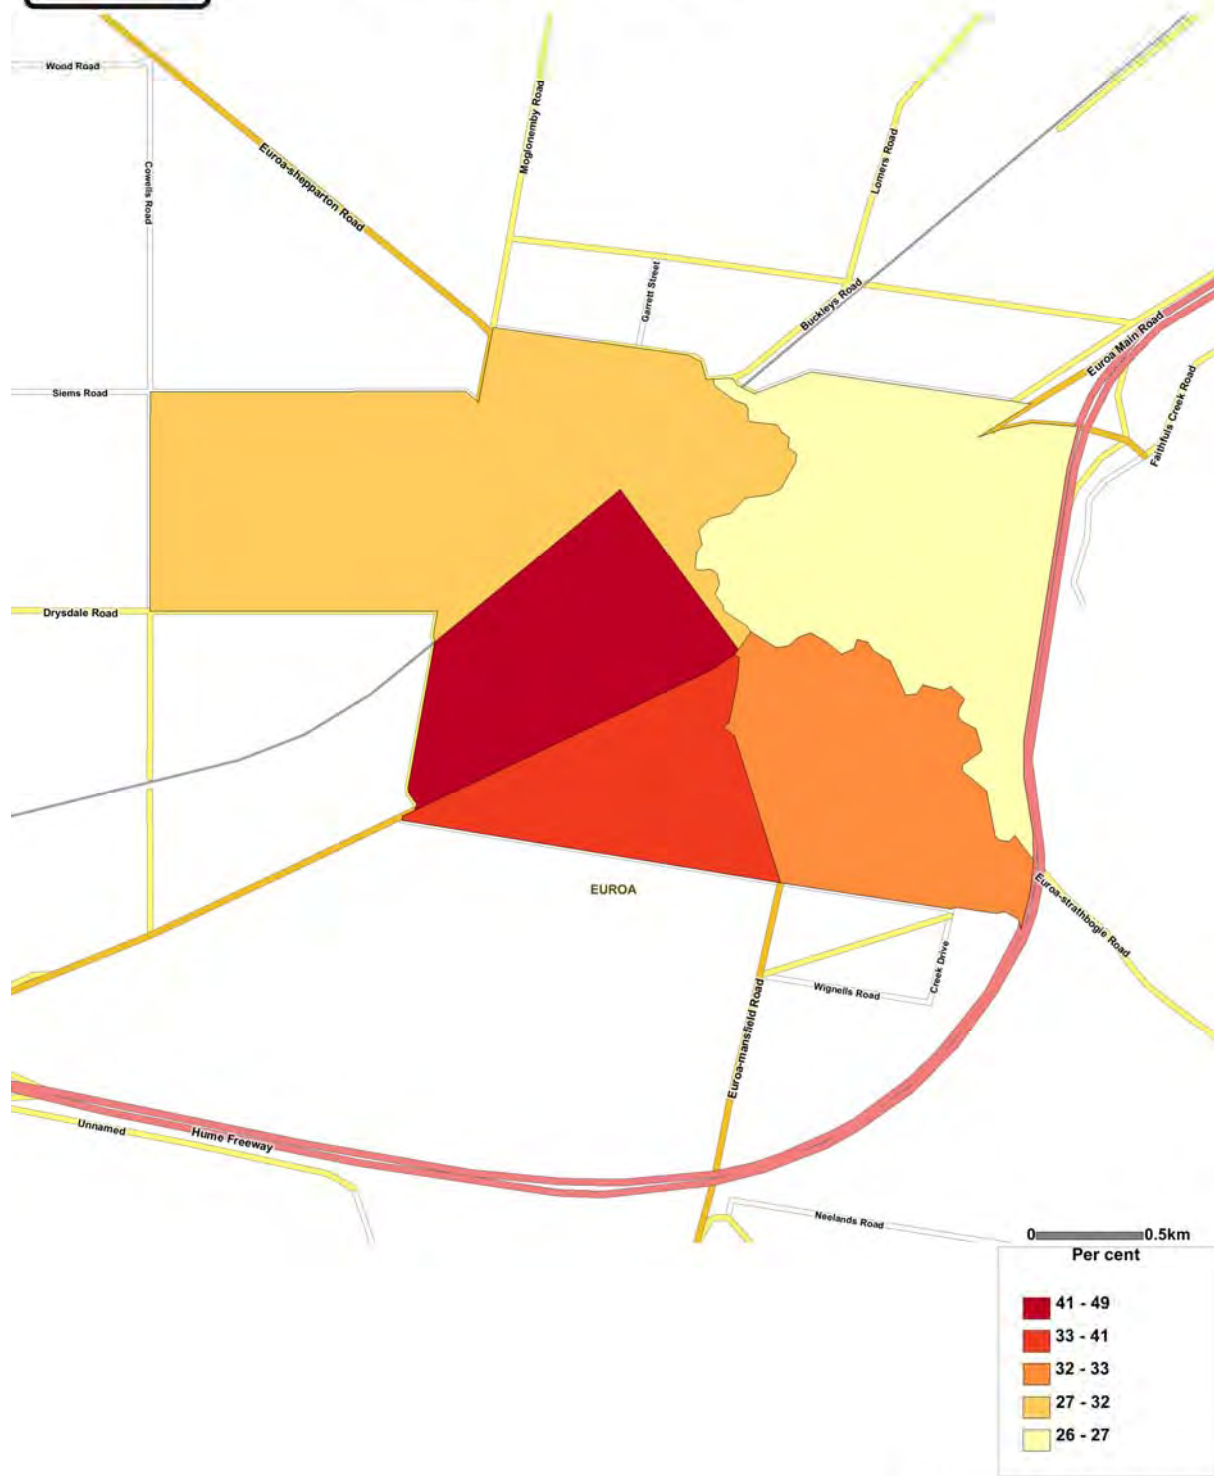 Wood Road
Moglonemby Road
Cowells Road
Euroa-shepparton Road
Lomers Road
Garrett Street
Buckleys Road
Euroa Main Road
Faithfuls Creek Road
Siems Road
Drysdale Road
EUROA
Euroa-strathbogie Road
Creek Drive
Wignells Road
Euroa-mansfield Road
Unnamed
Hume Freeway
Neelands Road
0 0.5km
Per cent
41 - 49
33 - 41
32 - 33
27 - 32
26 - 27